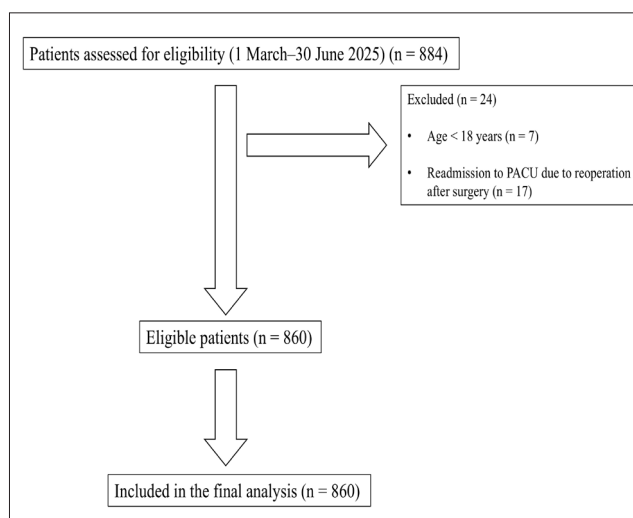 Patients assessed for eligibility (1 March–30 June 2025) (n = 884)
Excluded (n = 24)
• Age < 18 years (n = 7)
• Readmission to PACU due to reoperation
after surgery (n = 17)
Eligible patients (n = 860)
Included in the final analysis (n = 860)